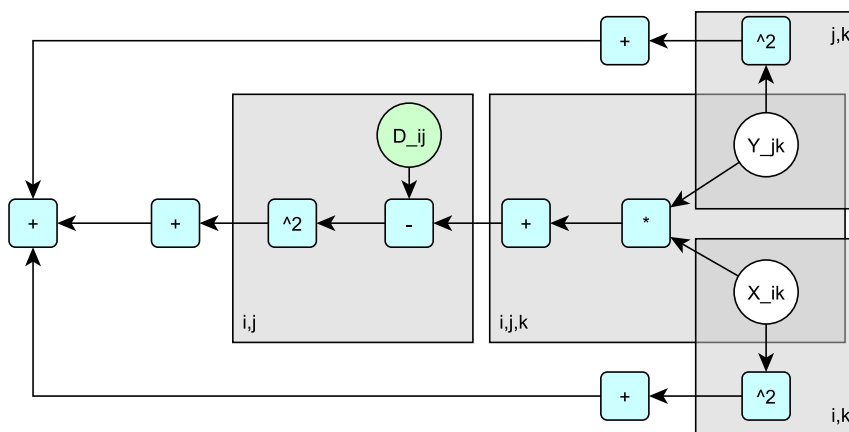 +
^2
j,k
D_ij
Y_jk
+
+
^2
-
+
*
X_ik
i,j
i,j,k
+
^2
i,k